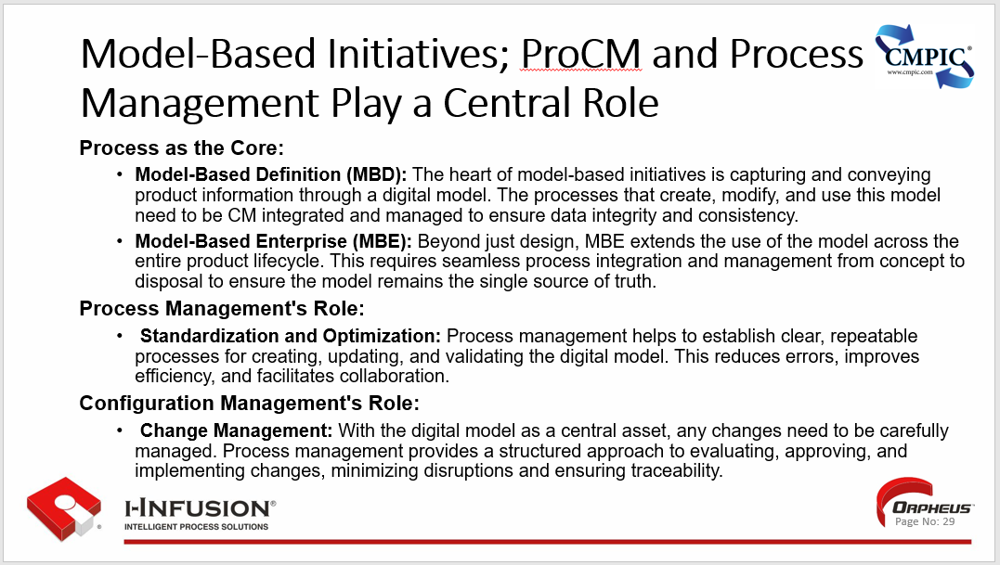 Model-Based Initiatives; ProCM and Process
Management Play a Central Role
CMPIC®
www.cmpic.com
Process as the Core:
• Model-Based Definition (MBD): The heart of model-based initiatives is capturing and conveying
product information through a digital model. The processes that create, modify, and use this model
need to be CM integrated and managed to ensure data integrity and consistency.
• Model-Based Enterprise (MBE): Beyond just design, MBE extends the use of the model across the
entire product lifecycle. This requires seamless process integration and management from concept to
disposal to ensure the model remains the single source of truth.
Process Management's Role:
• Standardization and Optimization: Process management helps to establish clear, repeatable
processes for creating, updating, and validating the digital model. This reduces errors, improves
efficiency, and facilitates collaboration.
Configuration Management's Role:
• Change Management: With the digital model as a central asset, any changes need to be carefully
managed. Process management provides a structured approach to evaluating, approving, and
implementing changes, minimizing disruptions and ensuring traceability.
®
I-INFUSION®
INTELLIGENT PROCESS SOLUTIONS
ORPHEUS™
Page No: 29